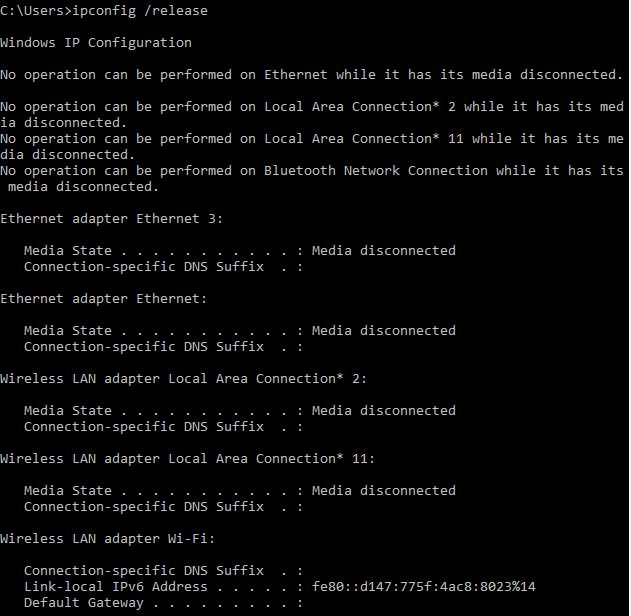 C:\Users>ipconfig /release
Windows IP Configuration
No operation can be performed on Ethernet while it has its media disconnected.
No operation can be performed on Local Area Connection* 2 while it has its med
ia disconnected.
No operation can be performed on Local Area Connection* 11 while it has its me
dia disconnected.
No operation can be performed on Bluetooth Network Connection while it has its
 media disconnected.
Ethernet adapter Ethernet 3:
   Media State . . . . . . . . . . . : Media disconnected
   Connection-specific DNS Suffix  . :
Ethernet adapter Ethernet:
   Media State . . . . . . . . . . . : Media disconnected
   Connection-specific DNS Suffix  . :
Wireless LAN adapter Local Area Connection* 2:
   Media State . . . . . . . . . . . : Media disconnected
   Connection-specific DNS Suffix  . :
Wireless LAN adapter Local Area Connection* 11:
   Media State . . . . . . . . . . . : Media disconnected
   Connection-specific DNS Suffix  . :
Wireless LAN adapter Wi-Fi:
   Connection-specific DNS Suffix  . :
   Link-local IPv6 Address . . . . . : fe80::d147:775f:4ac8:8023%14
   Default Gateway . . . . . . . . . :